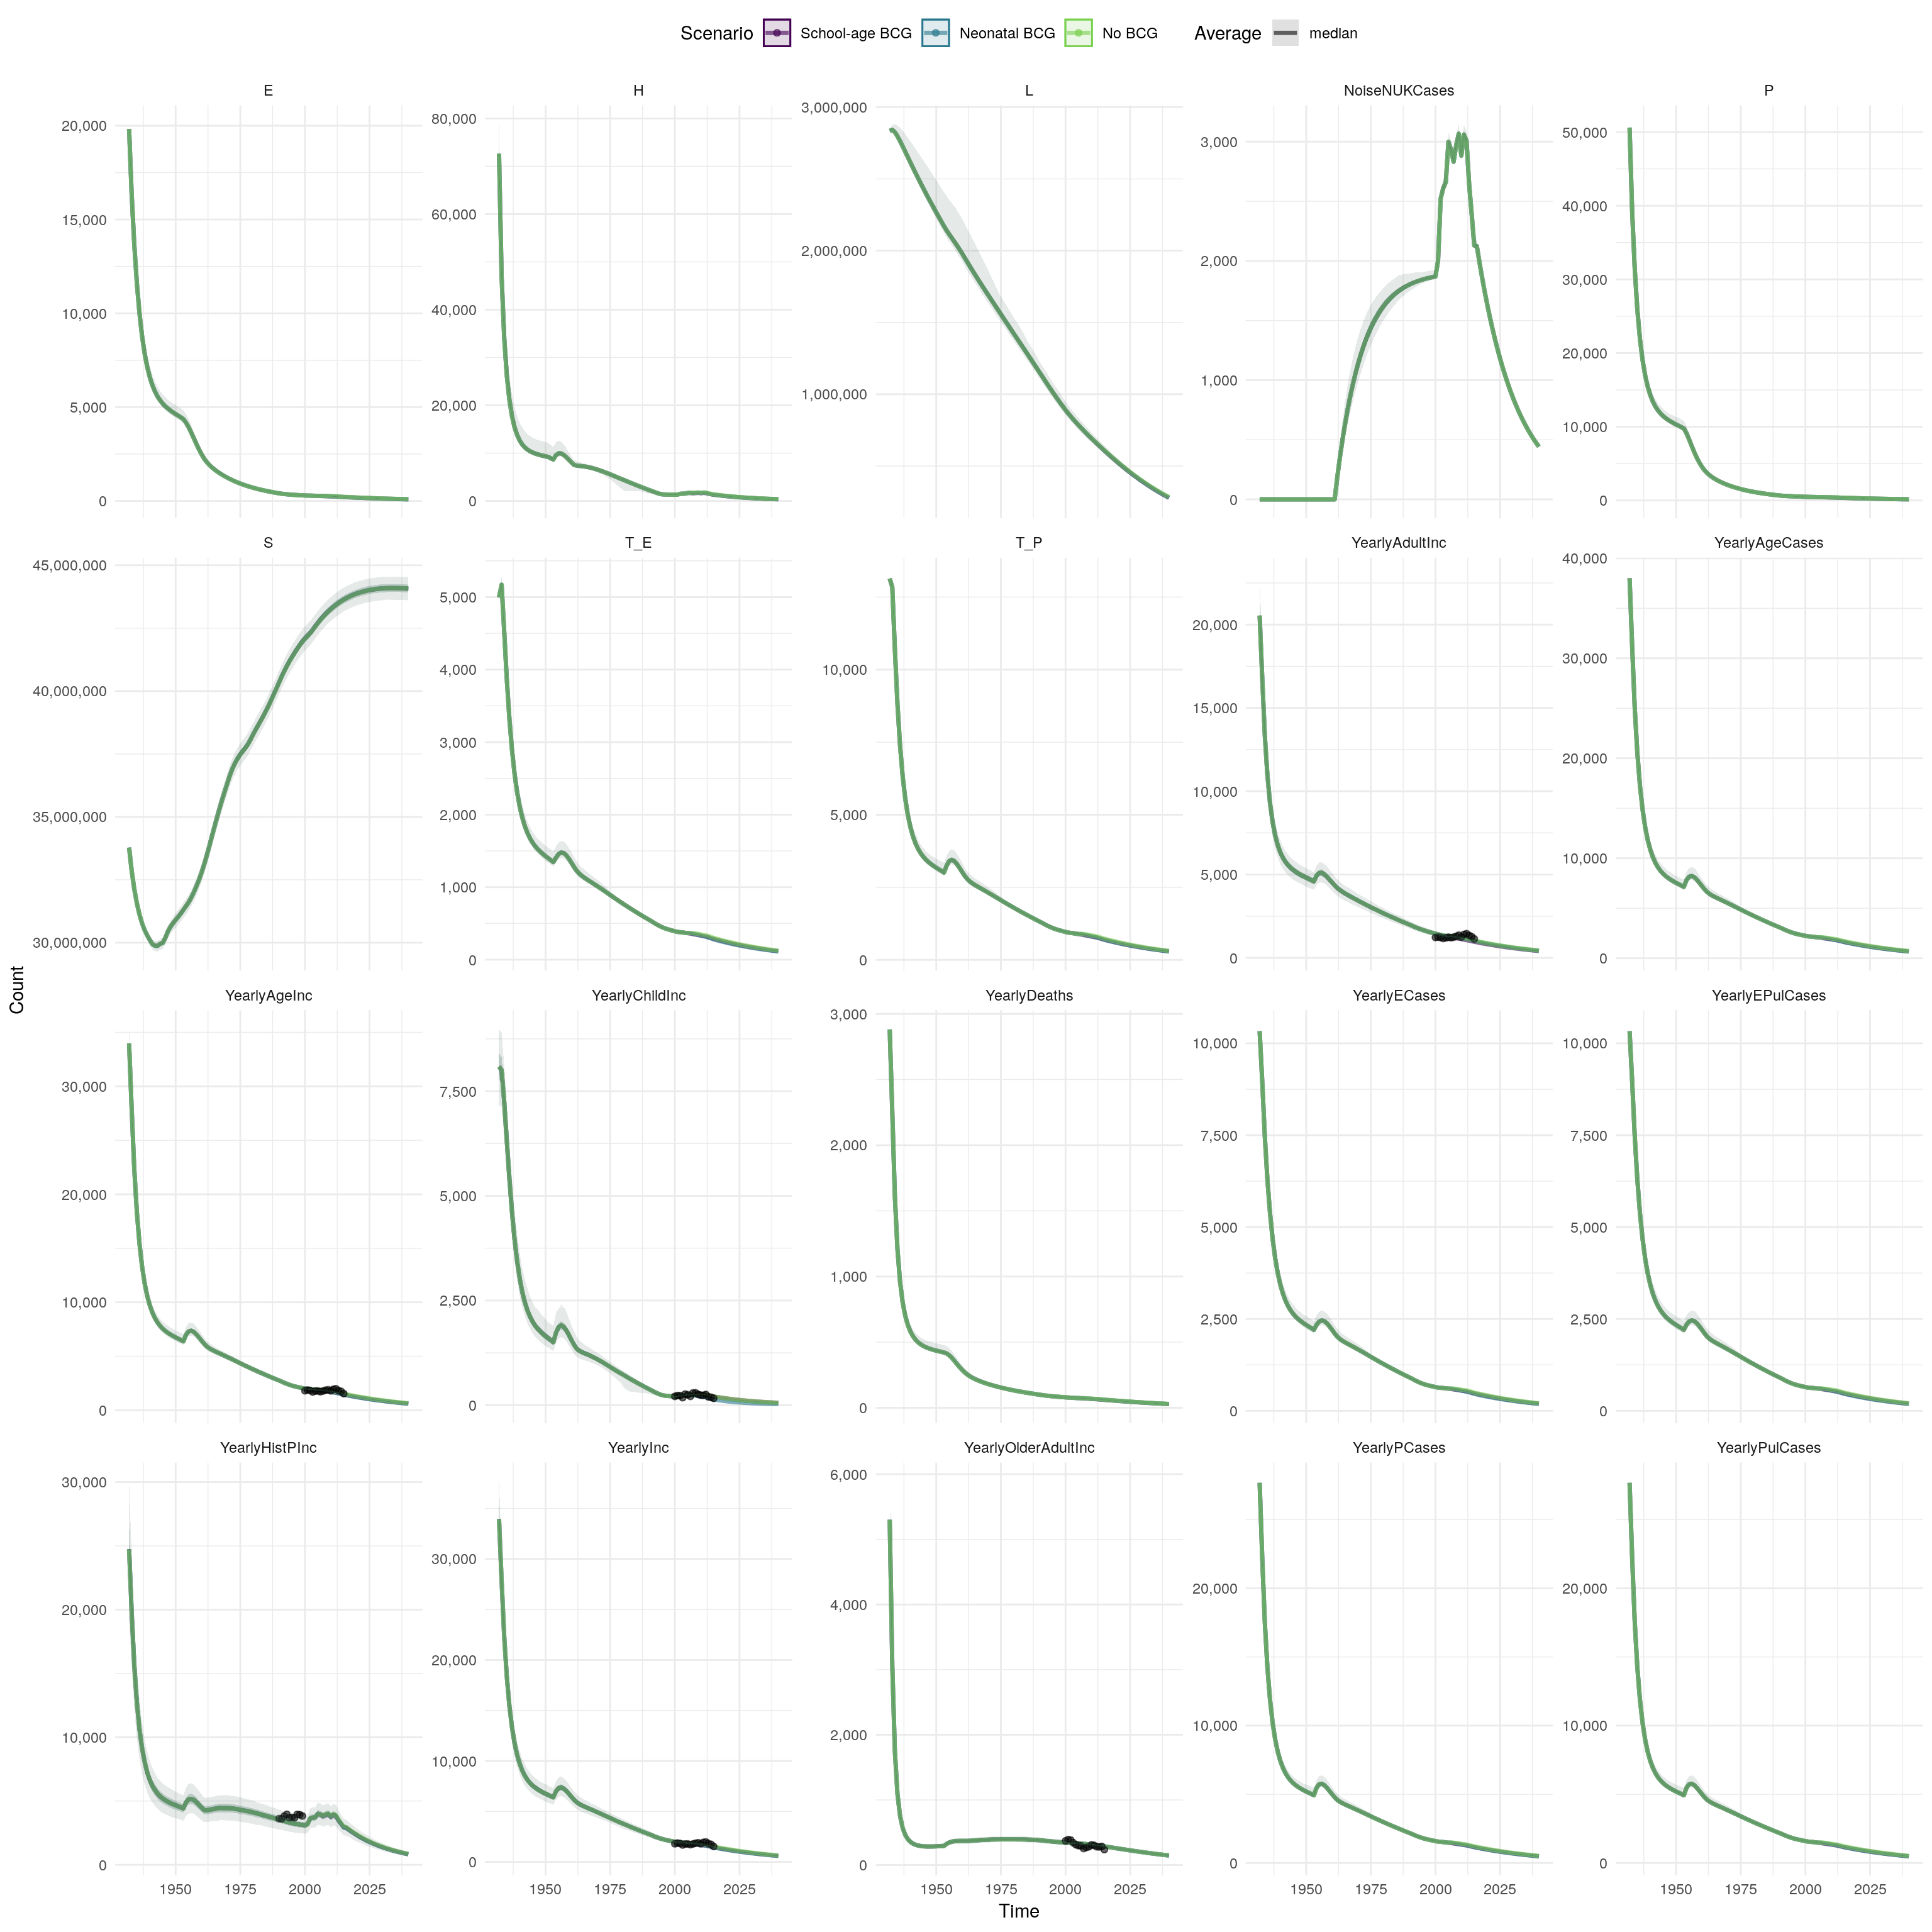 Scenario School-age BCG Neonatal BCG No BCG Average median
E H L NoiseNUKCases P
20,000 15,000 10,000 5,000 0
80,000 60,000 40,000 20,000 0
3,000,000 2,000,000 1,000,000
3,000 2,000 1,000 0
50,000 40,000 30,000 20,000 10,000 0
S T_E T_P YearlyAdultInc YearlyAgeCases
45,000,000 40,000,000 35,000,000 30,000,000
5,000 4,000 3,000 2,000 1,000 0
10,000 5,000 0
20,000 15,000 10,000 5,000 0
40,000 30,000 20,000 10,000 0
Count
YearlyAgeInc YearlyChildInc YearlyDeaths YearlyECases YearlyEPulCases
30,000 20,000 10,000 0
7,500 5,000 2,500 0
3,000 2,000 1,000 0
10,000 7,500 5,000 2,500 0
10,000 7,500 5,000 2,500 0
YearlyHistPInc YearlyInc YearlyOlderAdultInc YearlyPCases YearlyPulCases
30,000 20,000 10,000 0
30,000 20,000 10,000 0
6,000 4,000 2,000 0
20,000 10,000 0
20,000 10,000 0
1950 1975 2000 2025 1950 1975 2000 2025 1950 1975 2000 2025 1950 1975 2000 2025 1950 1975 2000 2025
Time